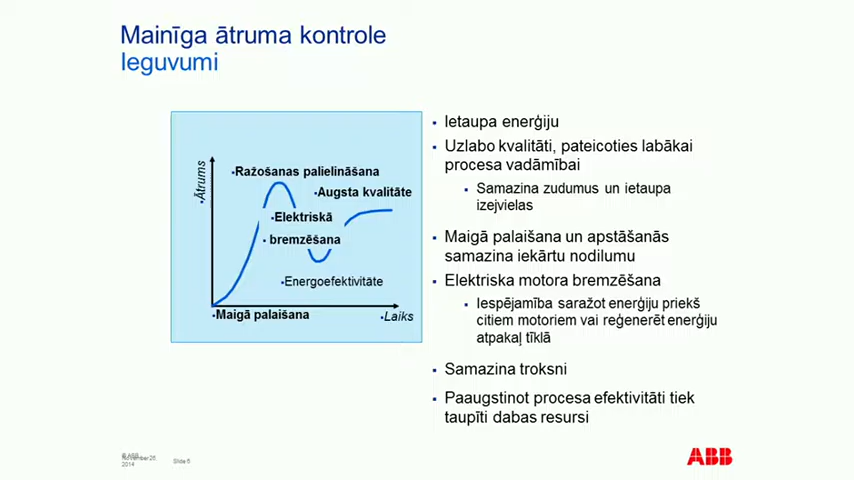 Mainīga ātruma kontrole
Ieguvumi
Ātrums
Ražošanas palielināšana
Augsta kvalitāte
Elektriskā
bremzēšana
Energoefektivitāte
Maigā palaišana
Laiks
Ietaupa enerģiju
Uzlabo kvalitāti, pateicoties labākai
procesa vadāmībai
Samazina zudumus un ietaupa
izejvielas
Maigā palaišana un apstāšanās
samazina iekārtu nodilumu
Elektriska motora bremzēšana
Iespējamība saražot enerģiju priekš
citiem motoriem vai reģenerēt enerģiju
atpakaļ tīklā
Samazina troksni
Paaugstinot procesa efektivitāti tiek
taupīti dabas resursi
© ABB
November 26,
2014
Slide 6
ABB